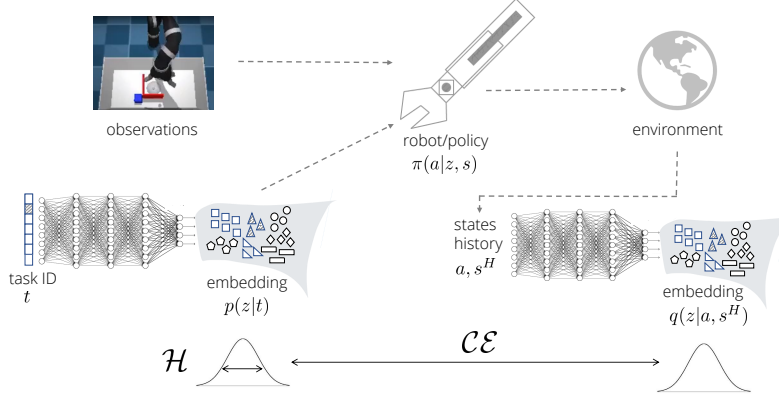 observations
robot/policy
π(a|z, s)
environment
states
history
a, s^H
task ID
t
embedding
p(z|t)
embedding
q(z|a, s^H)
H
CE